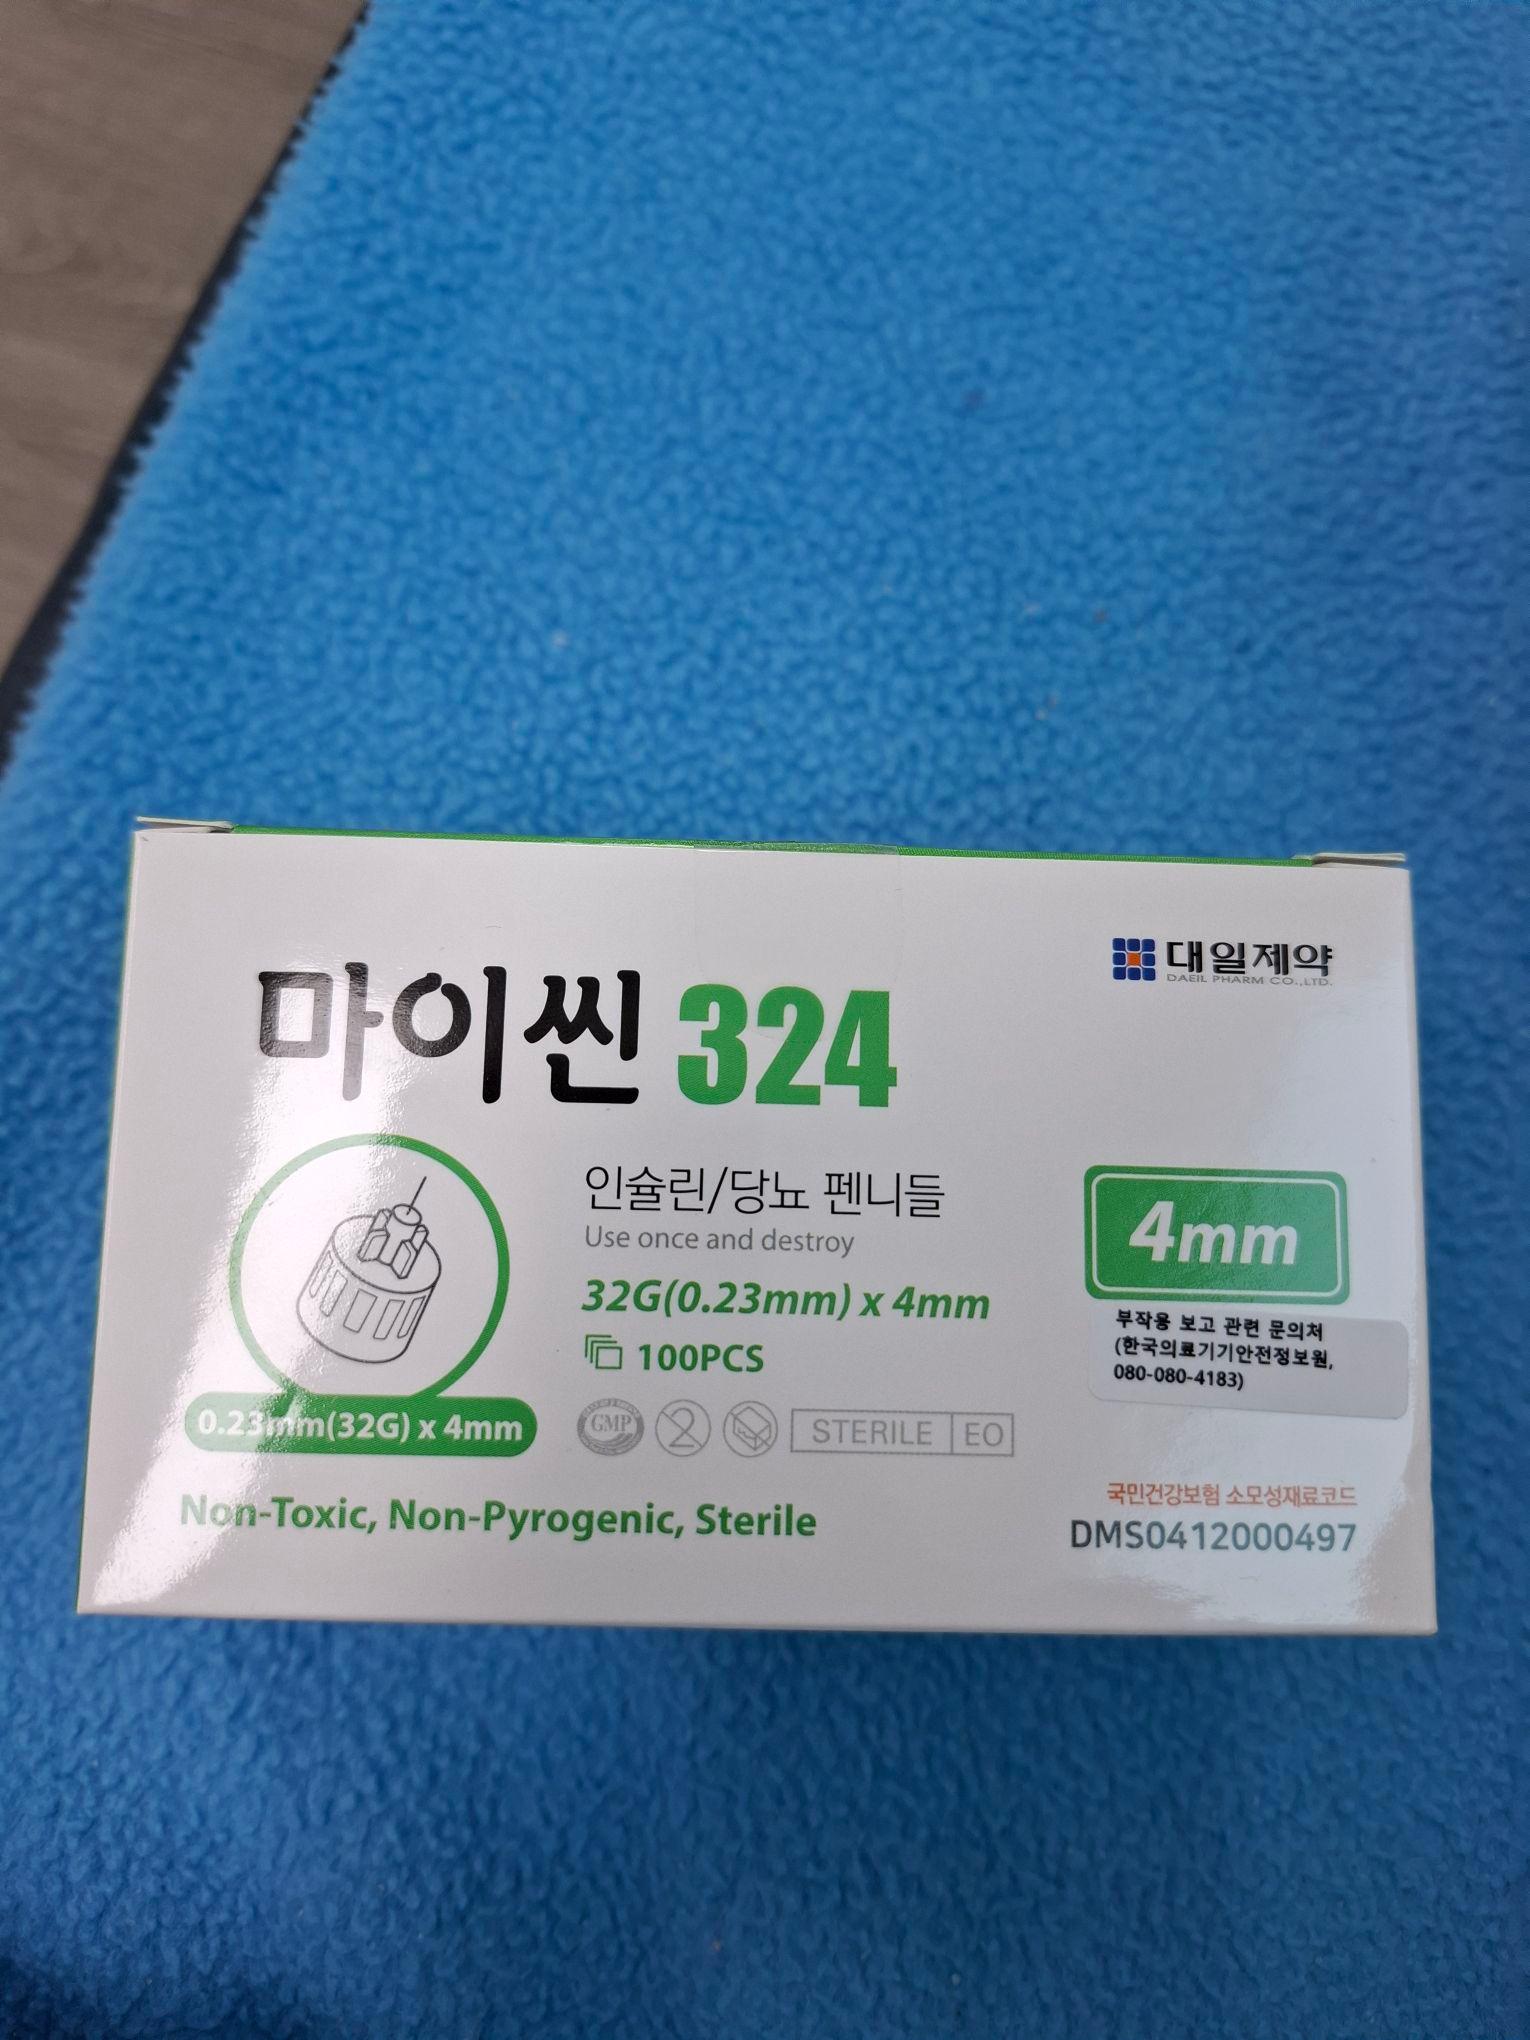 마이씬 324
대일제약
DAEIL PHARM CO.,LTD.
인슐린/당뇨 펜니들
Use once and destroy
32G(0.23mm) x 4mm
100PCS
4mm
부작용 보고 관련 문의처
(한국의료기기안전정보원,
080-080-4183)
0.23mm(32G) x 4mm
GMP
2
STERILE EO
Non-Toxic, Non-Pyrogenic, Sterile
국민건강보험 소모성재료코드
DMS0412000497